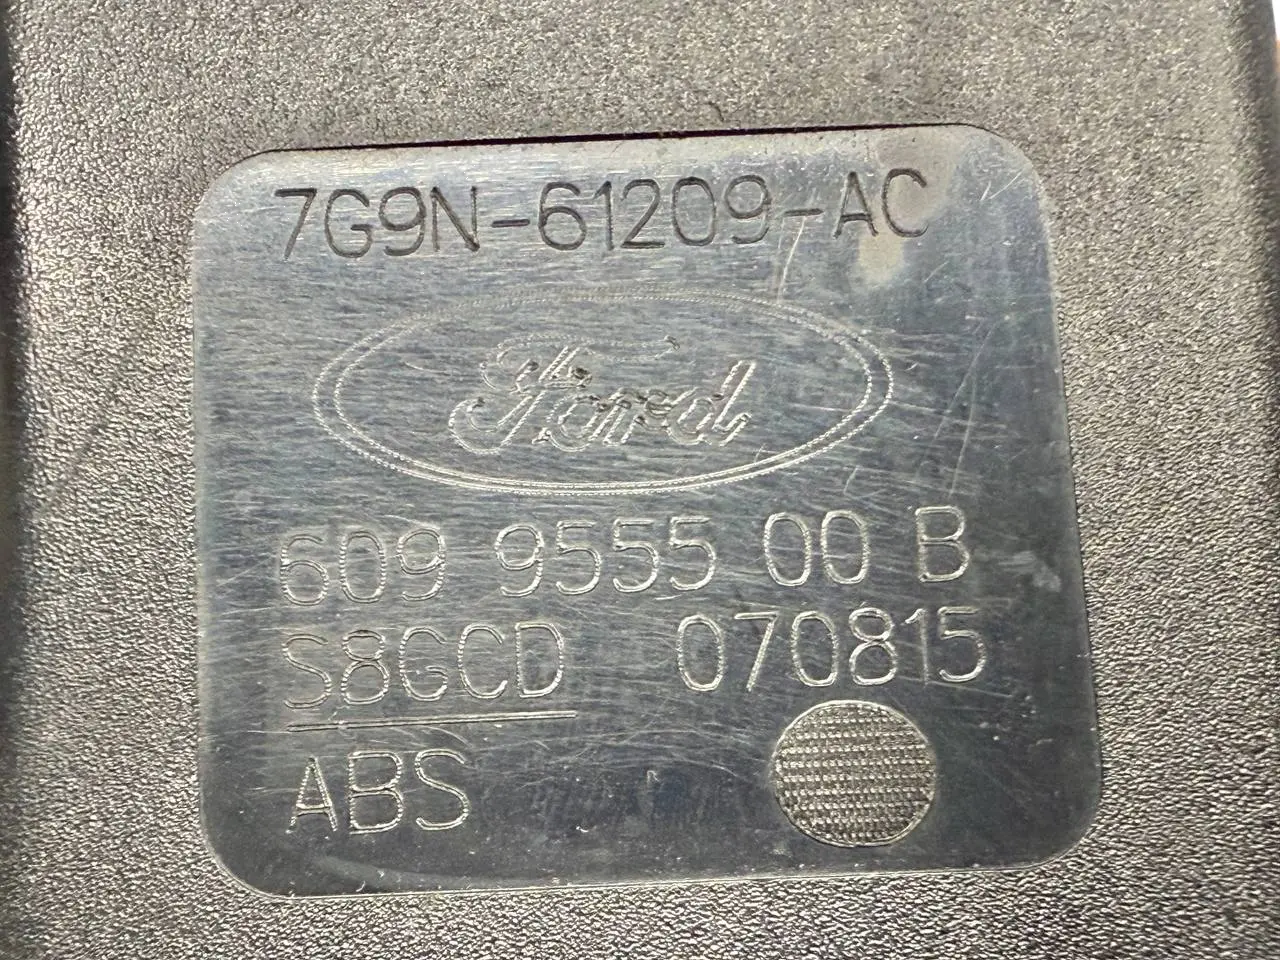 7G9N-61209-AC
Ford
609 9555 00 B
S8GCD 070815
ABS